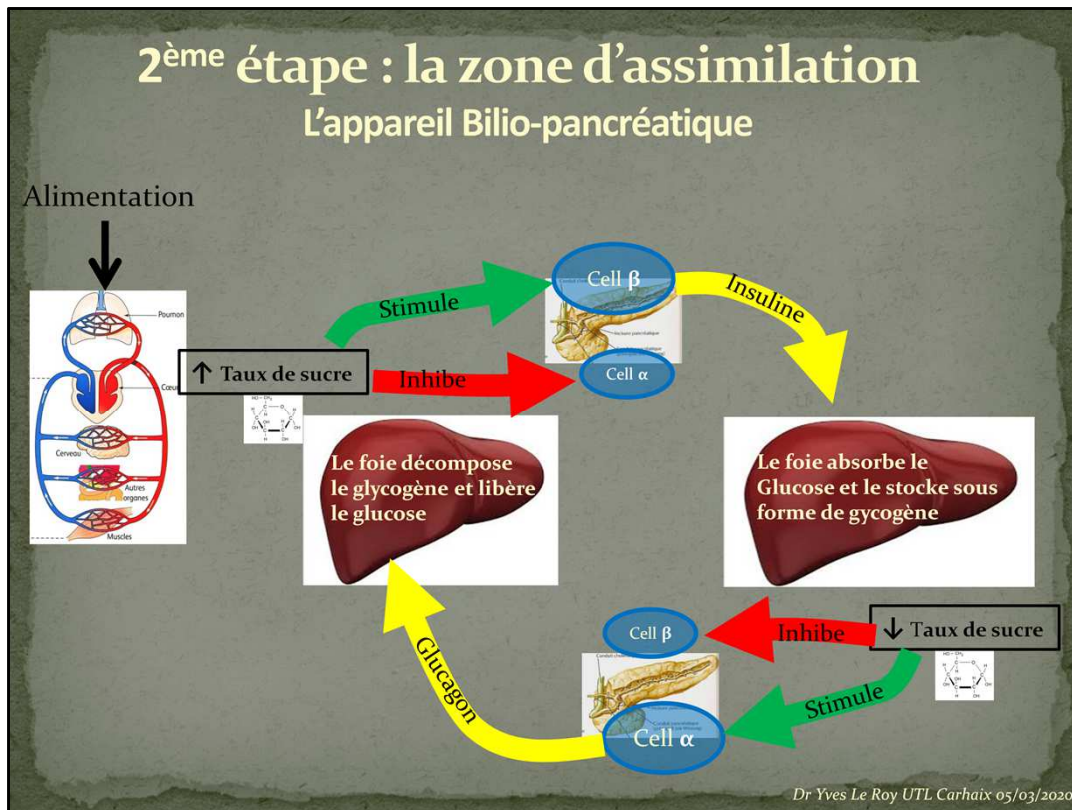 2ème étape : la zone d'assimilation
L'appareil Bilio-pancréatique
Alimentation
Poumon
Cœur
Cerveau
Autres
organes
Muscles
↑ Taux de sucre
Stimule
Inhibe
Cell β
Cell α
Insuline
Le foie décompose
le glycogène et libère
le glucose
Le foie absorbe le
Glucose et le stocke sous
forme de gycogène
↓ Taux de sucre
Inhibe
Stimule
Cell β
Cell α
Glucagon
Dr Yves Le Roy UTL Carhaix 05/03/2020